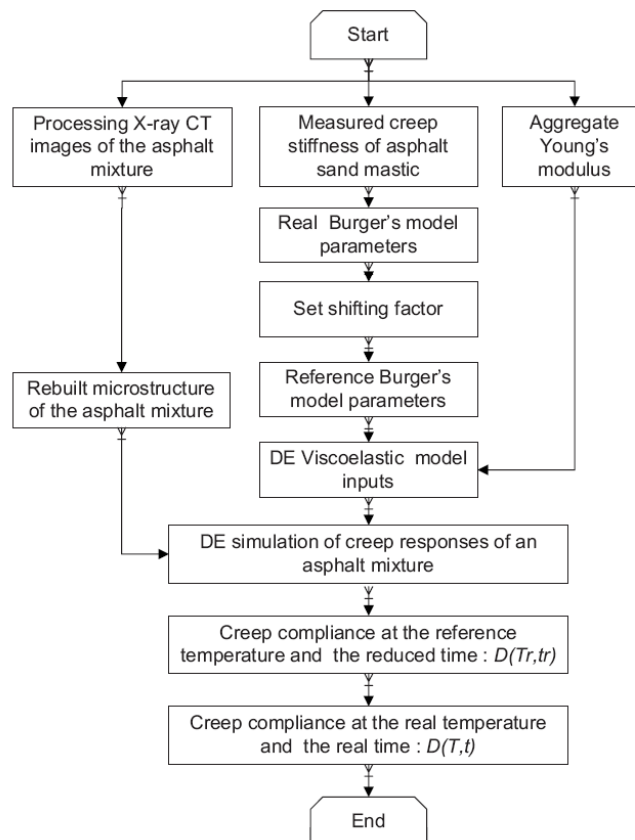 Start
Processing X-ray CT
images of the asphalt
mixture
Measured creep
stiffness of asphalt
sand mastic
Aggregate
Young's
modulus
Real Burger's model
parameters
Set shifting factor
Rebuilt microstructure
of the asphalt mixture
Reference Burger's
model parameters
DE Viscoelastic model
inputs
DE simulation of creep responses of an
asphalt mixture
Creep compliance at the reference
temperature and the reduced time : D(Tr,tr)
Creep compliance at the real temperature
and the real time : D(T,t)
End